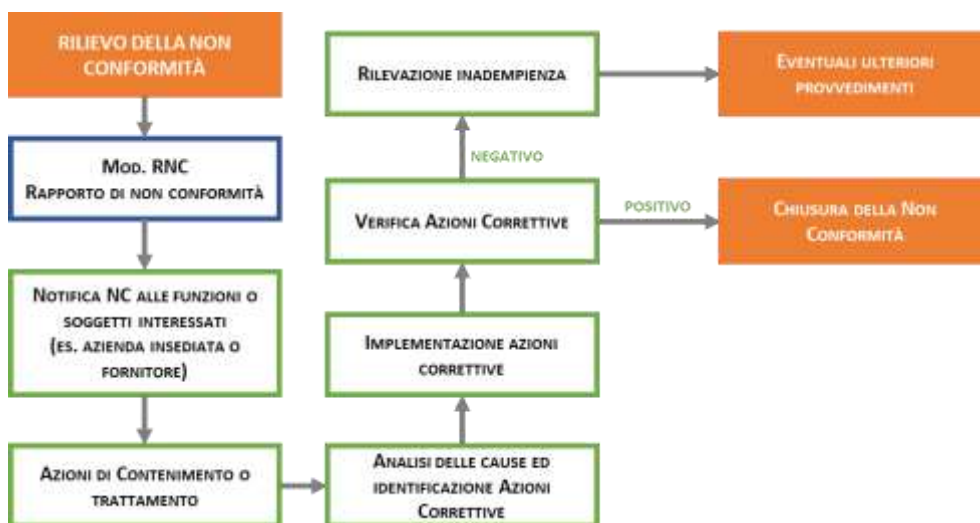 RILIEVO DELLA NON
CONFORMITÀ
MOD. RNC
RAPPORTO DI NON CONFORMITÀ
NOTIFICA NC ALLE FUNZIONI O
SOGGETTI INTERESSATI
(ES. AZIENDA INSEDIATA O
FORNITORE)
AZIONI DI CONTENIMENTO O
TRATTAMENTO
ANALISI DELLE CAUSE ED
IDENTIFICAZIONE AZIONI
CORRETTIVE
IMPLEMENTAZIONE AZIONI
CORRETTIVE
VERIFICA AZIONI CORRETTIVE
POSITIVO
CHIUSURA DELLA NON
CONFORMITÀ
NEGATIVO
RILEVAZIONE INADEMPIENZA
EVENTUALI ULTERIORI
PROVVEDIMENTI